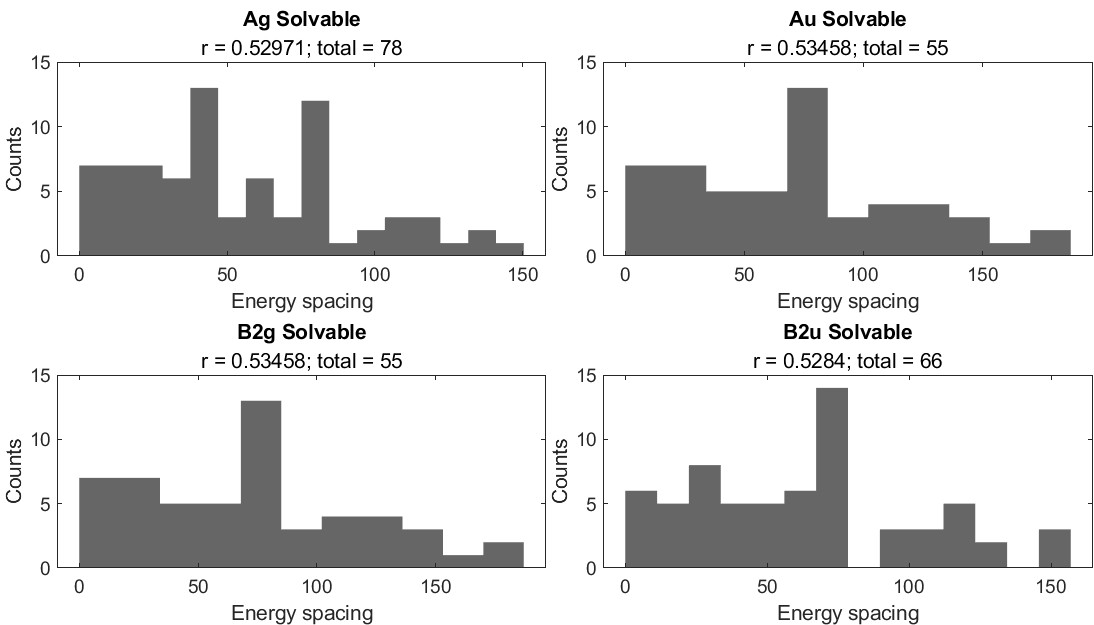 Ag Solvable
r = 0.52971; total = 78
15
10
5
0
Counts
0 50 100 150
Energy spacing
Au Solvable
r = 0.53458; total = 55
15
10
5
0
Counts
0 50 100 150
Energy spacing
B2g Solvable
r = 0.53458; total = 55
15
10
5
0
Counts
0 50 100 150
Energy spacing
B2u Solvable
r = 0.5284; total = 66
15
10
5
0
Counts
0 50 100 150
Energy spacing